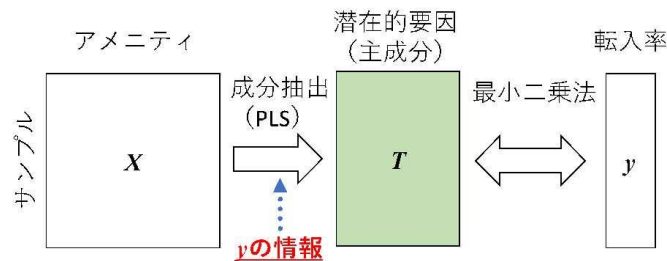 アメニティ
サンプル
X
成分抽出
(PLS)
yの情報
潜在的要因
(主成分)
T
最小二乗法
転入率
y